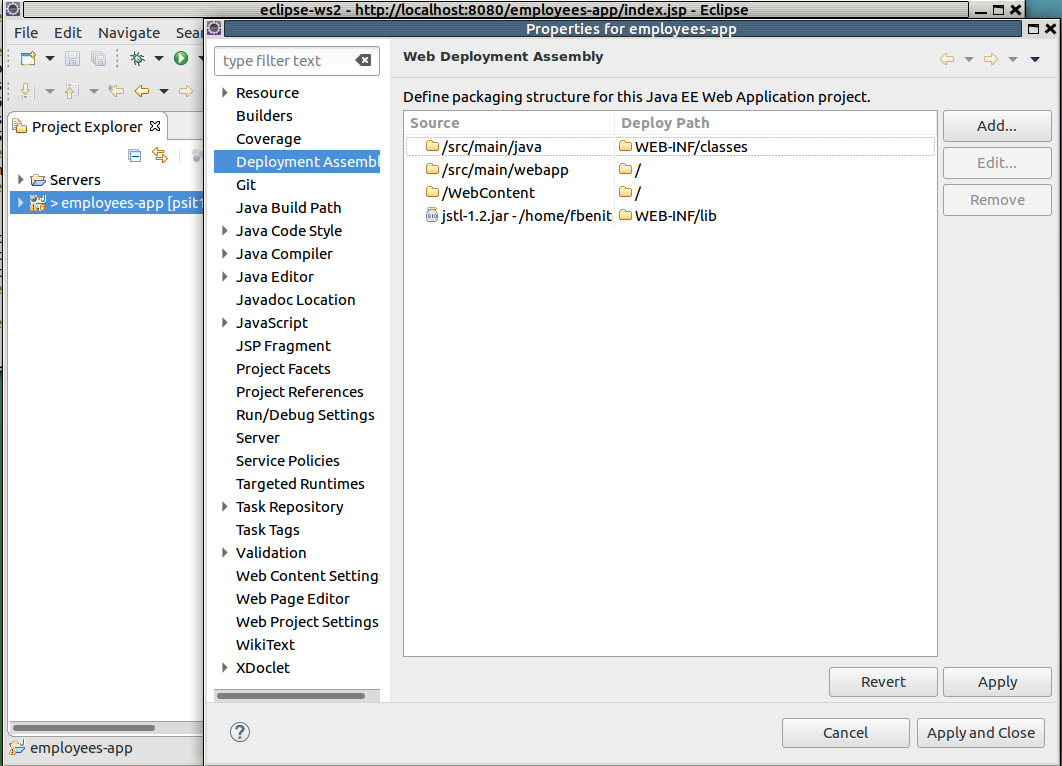 eclipse-ws2 - http://localhost:8080/employees-app/index.jsp - Eclipse
File Edit Navigate Sear
Project Explorer
Servers
> employees-app [psit1
employees-app
Properties for employees-app
type filter text
Resource
Builders
Coverage
Deployment Assembl
Git
Java Build Path
Java Code Style
Java Compiler
Java Editor
Javadoc Location
JavaScript
JSP Fragment
Project Facets
Project References
Run/Debug Settings
Server
Service Policies
Targeted Runtimes
Task Repository
Task Tags
Validation
Web Content Setting
Web Page Editor
Web Project Settings
WikiText
XDoclet
Web Deployment Assembly
Define packaging structure for this Java EE Web Application project.
Source Deploy Path
/src/main/java WEB-INF/classes
/src/main/webapp /
/WebContent /
jstl-1.2.jar - /home/fbenit WEB-INF/lib
Add...
Edit...
Remove
Revert Apply
? Cancel Apply and Close